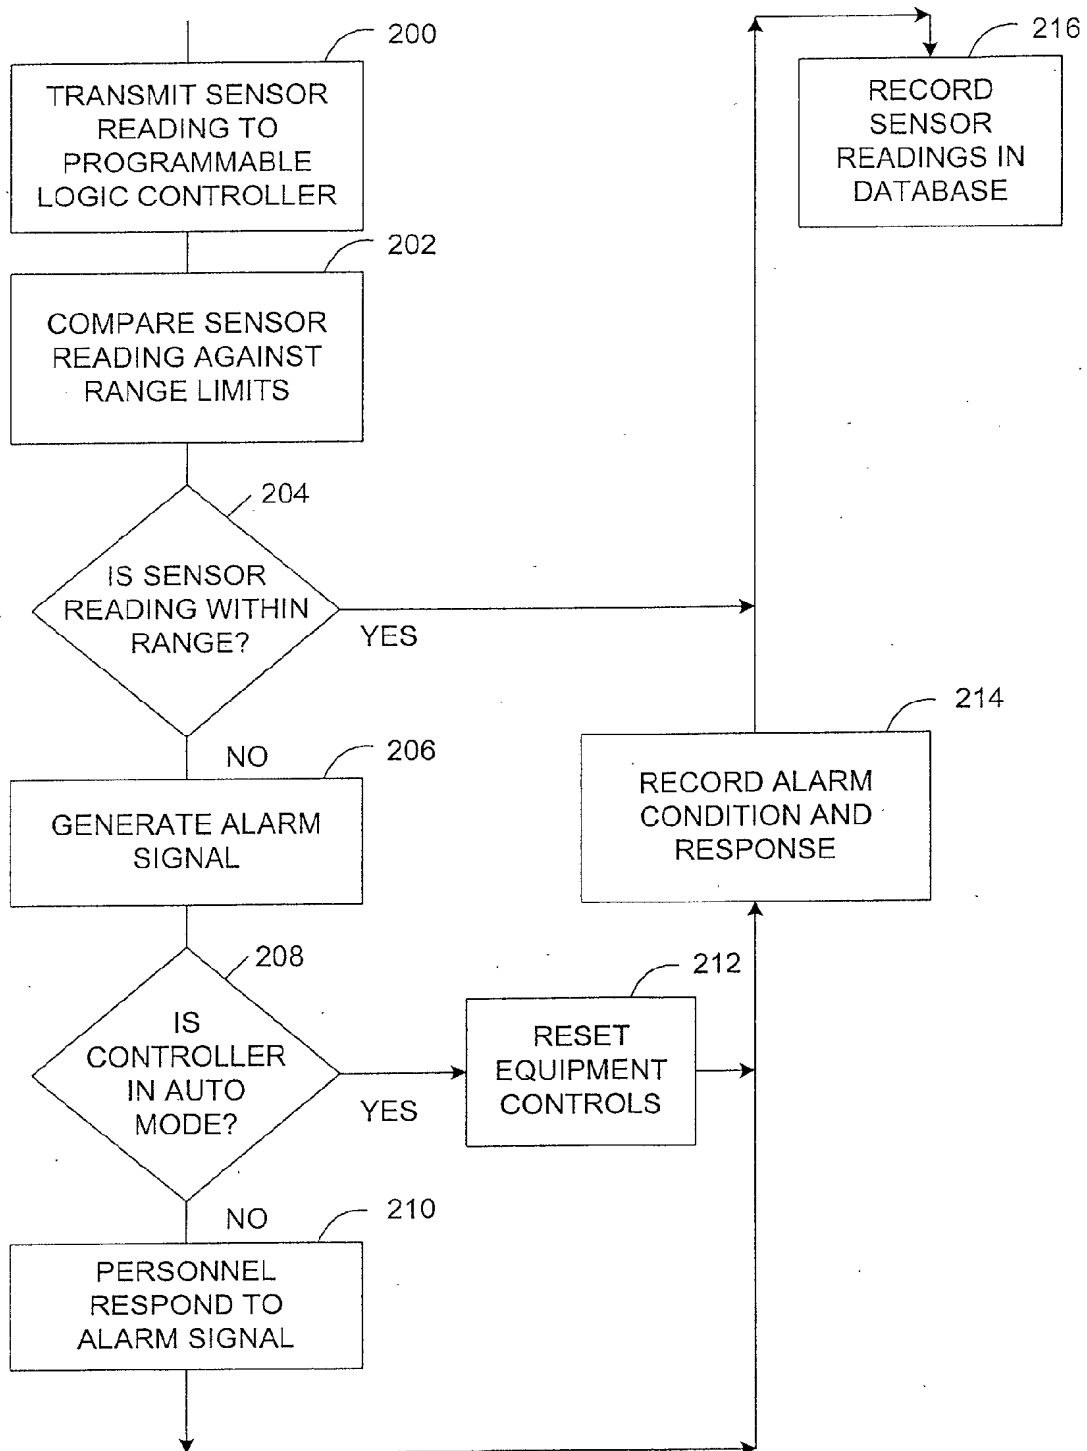 200
TRANSMIT SENSOR
READING TO
PROGRAMMABLE
LOGIC CONTROLLER
202
COMPARE SENSOR
READING AGAINST
RANGE LIMITS
204
IS SENSOR
READING WITHIN
RANGE?
YES
NO
206
GENERATE ALARM
SIGNAL
208
IS
CONTROLLER
IN AUTO
MODE?
YES
NO
210
PERSONNEL
RESPOND TO
ALARM SIGNAL
212
RESET
EQUIPMENT
CONTROLS
214
RECORD ALARM
CONDITION AND
RESPONSE
216
RECORD
SENSOR
READINGS IN
DATABASE